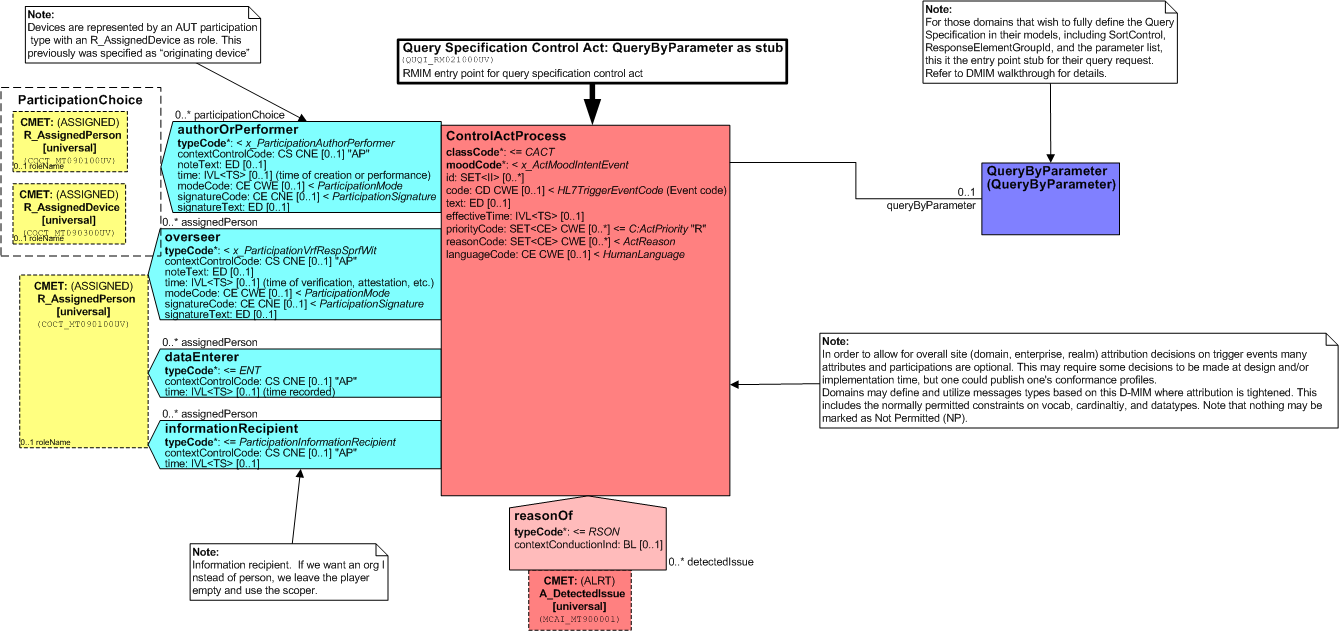 Note:
Devices are represented by an AUT participation
type with an R_AssignedDevice as role. This
previously was specified as “originating device”
Query Specification Control Act: QueryByParameter as stub
(QUQI_RM021000UV)
RMIM entry point for query specification control act
Note:
For those domains that wish to fully define the Query
Specification in their models, including SortControl,
ResponseElementGroupId, and the parameter list,
this it the entry point stub for their query request.
Refer to DMIM walkthrough for details.
ParticipationChoice
CMET: (ASSIGNED)
R_AssignedPerson
[universal]
(COCT_MT090100UV)
0..1 roleName
CMET: (ASSIGNED)
R_AssignedDevice
[universal]
(COCT_MT090300UV)
0..1 roleName
0..* participationChoice
authorOrPerformer
typeCode*: < x_ParticipationAuthorPerformer
contextControlCode: CS CNE [0..1] "AP"
noteText: ED [0..1]
time: IVL<TS> [0..1] (time of creation or performance)
modeCode: CE CWE [0..1] < ParticipationMode
signatureCode: CE CNE [0..1] < ParticipationSignature
signatureText: ED [0..1]
0..* assignedPerson
overseer
typeCode*: < x_ParticipationVrfRespSprfWit
contextControlCode: CS CNE [0..1] "AP"
noteText: ED [0..1]
time: IVL<TS> [0..1] (time of verification, attestation, etc.)
modeCode: CE CWE [0..1] < ParticipationMode
signatureCode: CE CNE [0..1] < ParticipationSignature
signatureText: ED [0..1]
CMET: (ASSIGNED)
R_AssignedPerson
[universal]
(COCT_MT090100UV)
0..1 roleName
0..* assignedPerson
dataEnterer
typeCode*: <= ENT
contextControlCode: CS CNE [0..1] "AP"
time: IVL<TS> [0..1] (time recorded)
0..* assignedPerson
informationRecipient
typeCode*: <= ParticipationInformationRecipient
contextControlCode: CS CNE [0..1] "AP"
time: IVL<TS> [0..1]
ControlActProcess
classCode*: <= CACT
moodCode*: < x_ActMoodIntentEvent
id: SET<II> [0..*]
code: CD CWE [0..1] < HL7TriggerEventCode (Event code)
text: ED [0..1]
effectiveTime: IVL<TS> [0..1]
priorityCode: SET<CE> CWE [0..*] <= C:ActPriority "R"
reasonCode: SET<CE> CWE [0..*] < ActReason
languageCode: CE CWE [0..1] < HumanLanguage
0..1
queryByParameter
QueryByParameter
(QueryByParameter)
Note:
In order to allow for overall site (domain, enterprise, realm) attribution decisions on trigger events many
attributes and participations are optional. This may require some decisions to be made at design and/or
implementation time, but one could publish one's conformance profiles.
Domains may define and utilize messages types based on this D-MIM where attribution is tightened. This
includes the normally permitted constraints on vocab, cardinaltiy, and datatypes. Note that nothing may be
marked as Not Permitted (NP).
Note:
Information recipient. If we want an org I
nstead of person, we leave the player
empty and use the scoper.
reasonOf
typeCode*: <= RSON
contextConductionInd: BL [0..1]
0..* detectedIssue
CMET: (ALRT)
A_DetectedIssue
[universal]
(MCAI_MT900001)